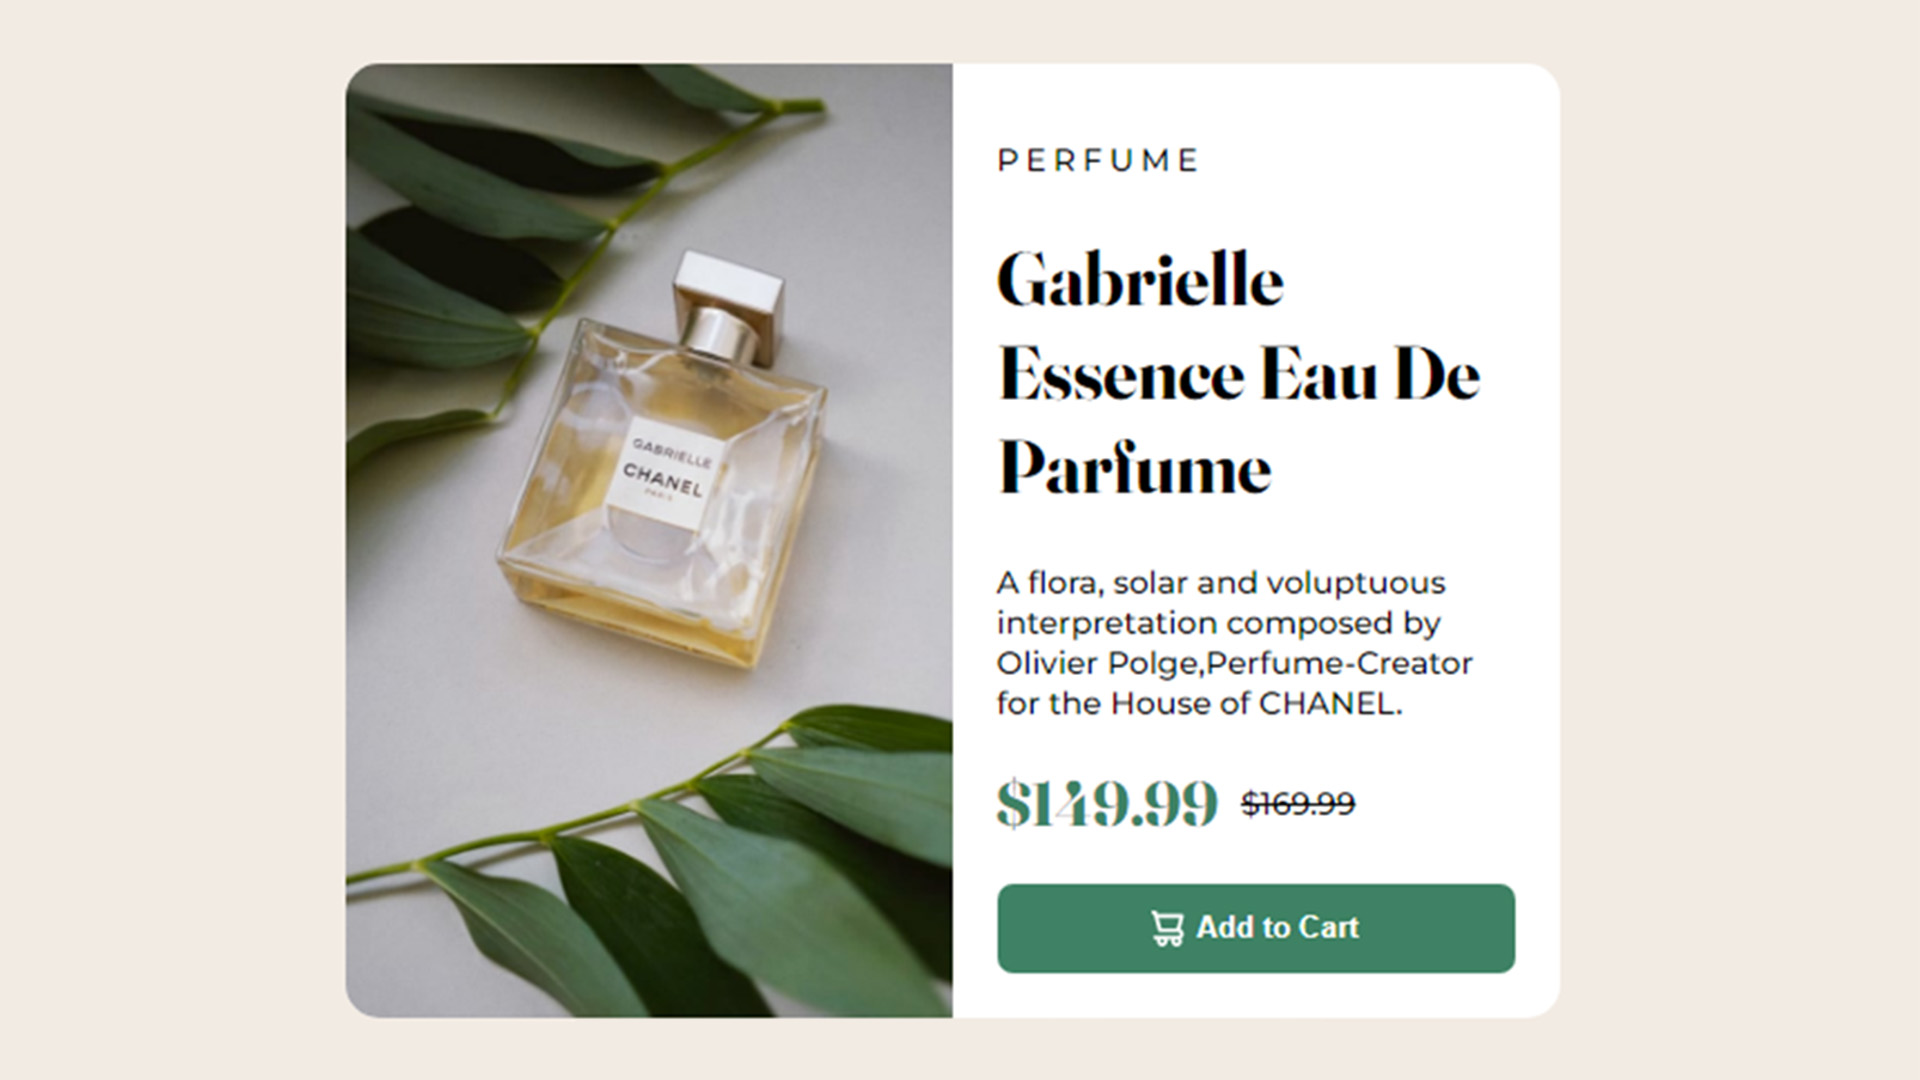 GABRIELLE
CHANEL
PARIS
PERFUME
Gabrielle
Essence Eau De
Parfume
A flora, solar and voluptuous
interpretation composed by
Olivier Polge,Perfume-Creator
for the House of CHANEL.
$149.99 $169.99
Add to Cart